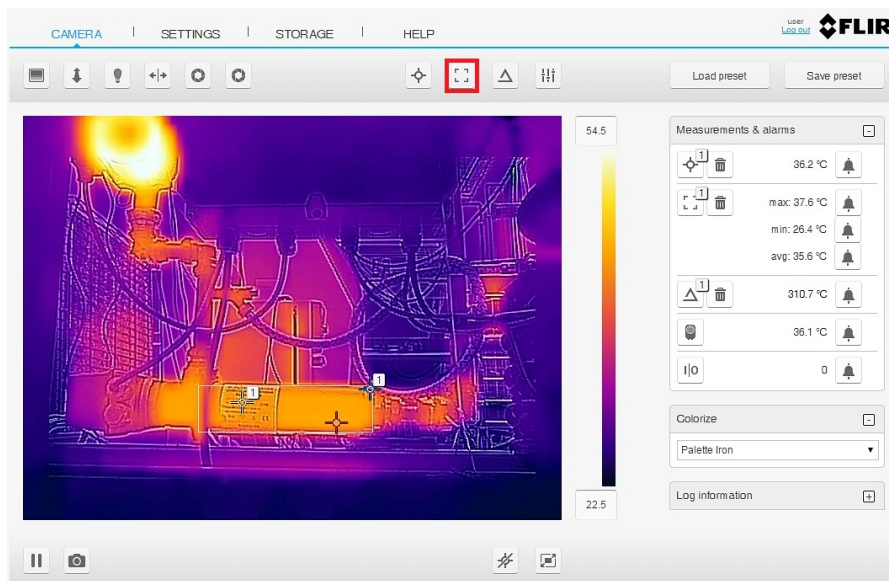 user
CAMERA SETTINGS STORAGE HELP
Log out
FLIR
Load preset Save preset
54.5
Measurements & alarms
1
36.2 °C
1
max: 37.6 °C
min: 26.4 °C
avg: 35.6 °C
1
310.7 °C
36.1 °C
I|O
0
1
1
Colorize
Palette Iron
Log information
22.5